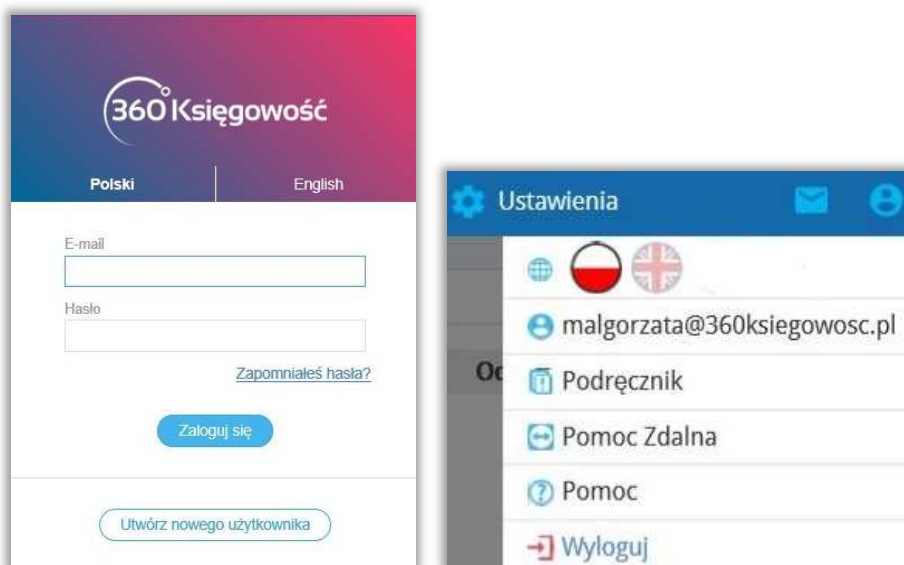 360 Księgowość
Polski English
E-mail
Hasło
Zapomniałeś hasła?
Zaloguj się
Utwórz nowego użytkownika
Ustawienia
malgorzata@360ksiegowosc.pl
Podręcznik
Pomoc Zdalna
Pomoc
Wyloguj